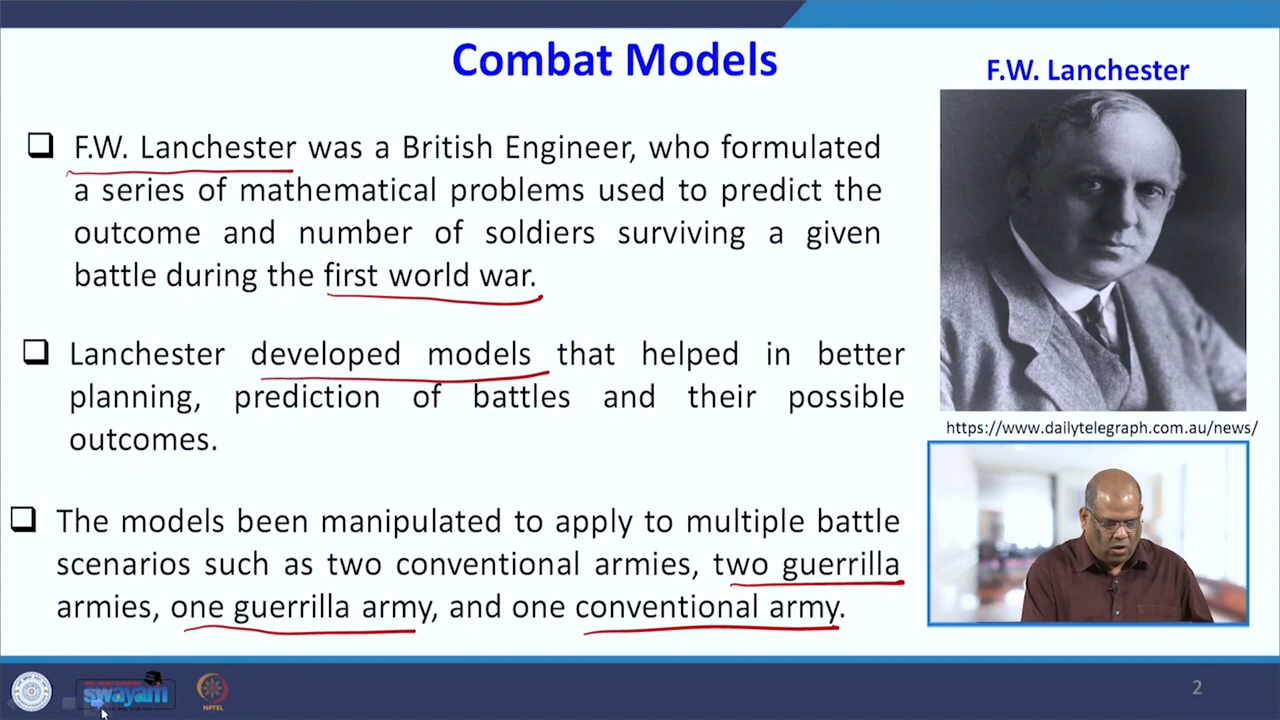 Combat Models
F.W. Lanchester
❑ F.W. Lanchester was a British Engineer, who formulated
a series of mathematical problems used to predict the
outcome and number of soldiers surviving a given
battle during the first world war.
❑ Lanchester developed models that helped in better
planning, prediction of battles and their possible
outcomes.
https://www.dailytelegraph.com.au/news/
❑ The models been manipulated to apply to multiple battle
scenarios such as two conventional armies, two guerrilla
armies, one guerrilla army, and one conventional army.
swayam
NPTEL
2